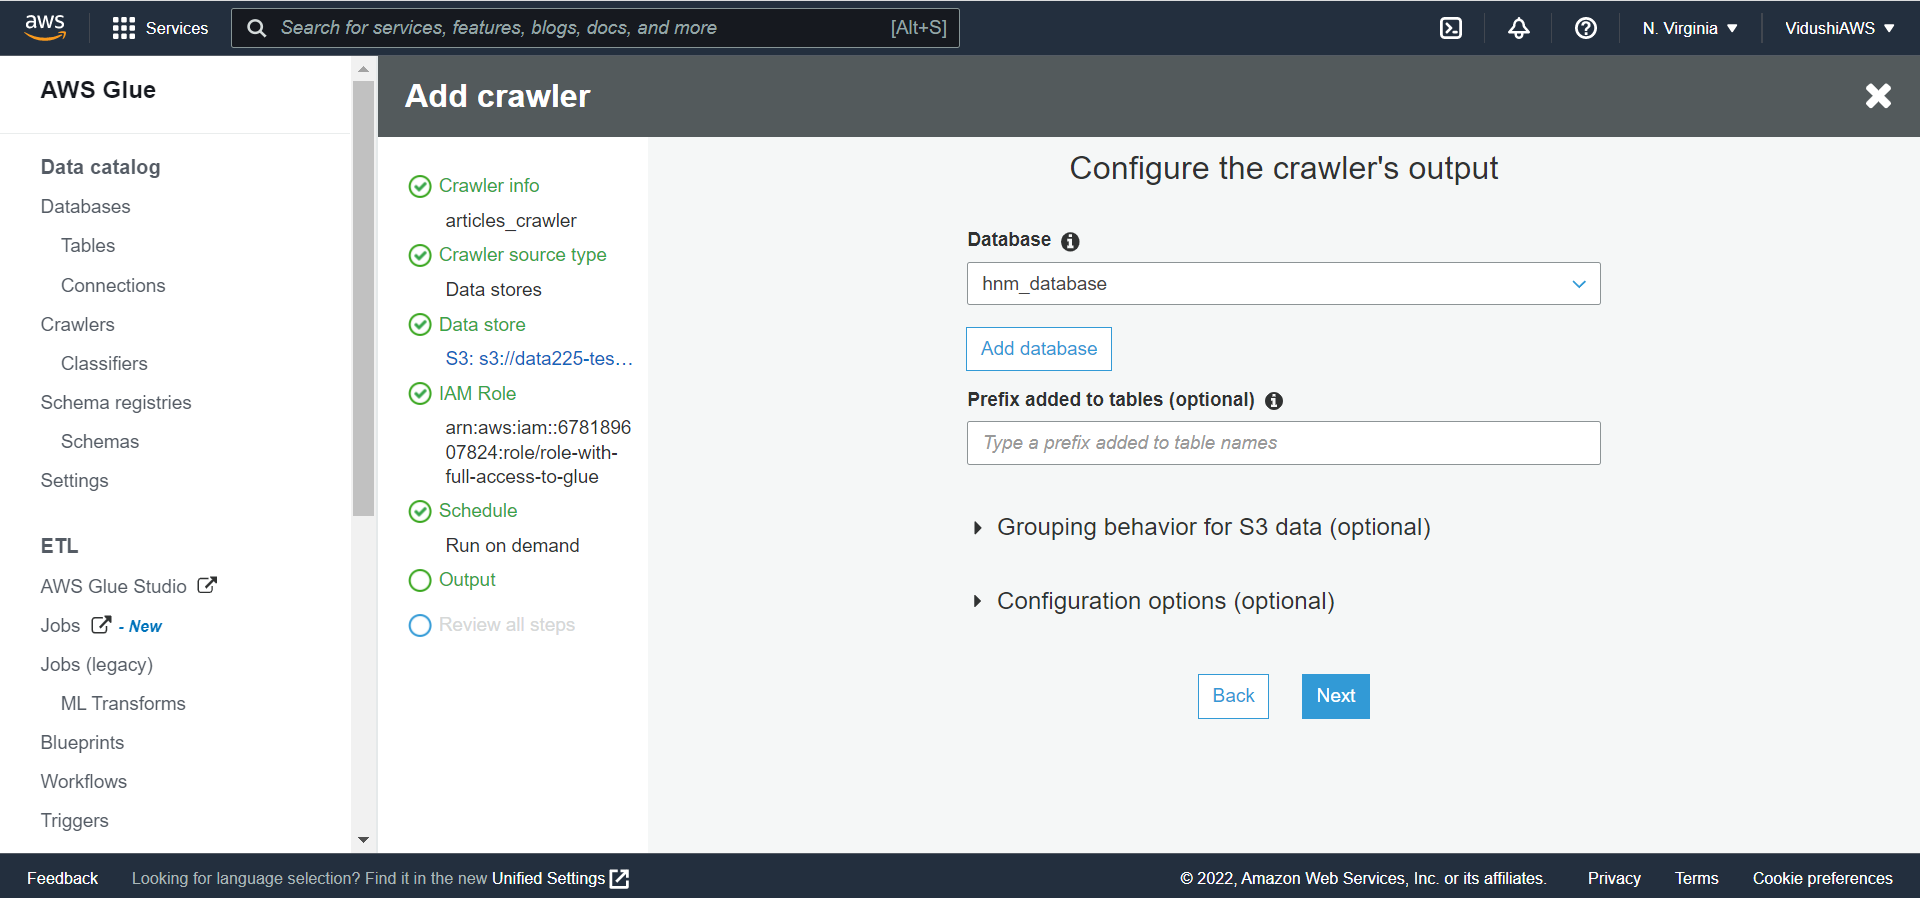 aws
Services
Search for services, features, blogs, docs, and more
[Alt+S]
N. Virginia
VidushiAWS
AWS Glue
Data catalog
Databases
Tables
Connections
Crawlers
Classifiers
Schema registries
Schemas
Settings
ETL
AWS Glue Studio
Jobs - New
Jobs (legacy)
ML Transforms
Blueprints
Workflows
Triggers
Add crawler
Crawler info
articles_crawler
Crawler source type
Data stores
Data store
S3: s3://data225-tes...
IAM Role
arn:aws:iam::6781896
07824:role/role-with-
full-access-to-glue
Schedule
Run on demand
Output
Review all steps
Configure the crawler's output
Database
hnm_database
Add database
Prefix added to tables (optional)
Type a prefix added to table names
Grouping behavior for S3 data (optional)
Configuration options (optional)
Back
Next
Feedback
Looking for language selection? Find it in the new Unified Settings
© 2022, Amazon Web Services, Inc. or its affiliates.
Privacy
Terms
Cookie preferences